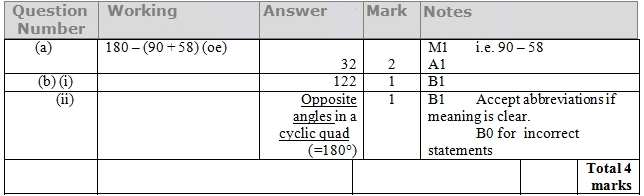 Question Number Working Answer Mark Notes
(a) 180 – (90 + 58) (oe) M1 i.e. 90 – 58
32 2 A1
(b) (i) 122 1 B1
(ii) Opposite 1 B1 Accept abbreviations if
angles in a meaning is clear.
cyclic quad B0 for incorrect
(=180°) statements
Total 4
marks